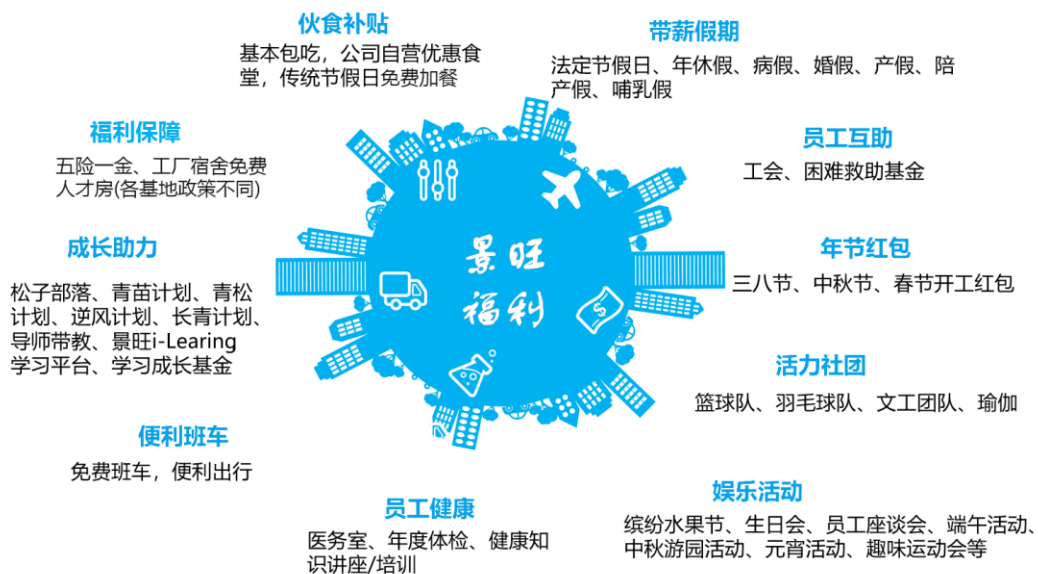 伙食补贴
基本包吃，公司自营优惠食
堂，传统节假日免费加餐
带薪假期
法定节假日、年休假、病假、婚假、产假、陪
产假、哺乳假
福利保障
五险一金、工厂宿舍免费
人才房(各基地政策不同)
员工互助
工会、困难救助基金
成长助力
松子部落、青苗计划、青松
计划、逆风计划、长青计划、
导师带教、景旺i-Learing
学习平台、学习成长基金
景旺
福利
年节红包
三八节、中秋节、春节开工红包
活力社团
篮球队、羽毛球队、文工团队、瑜伽
便利班车
免费班车，便利出行
员工健康
医务室、年度体检、健康知
识讲座/培训
娱乐活动
缤纷水果节、生日会、员工座谈会、端午活动、
中秋游园活动、元宵活动、趣味运动会等